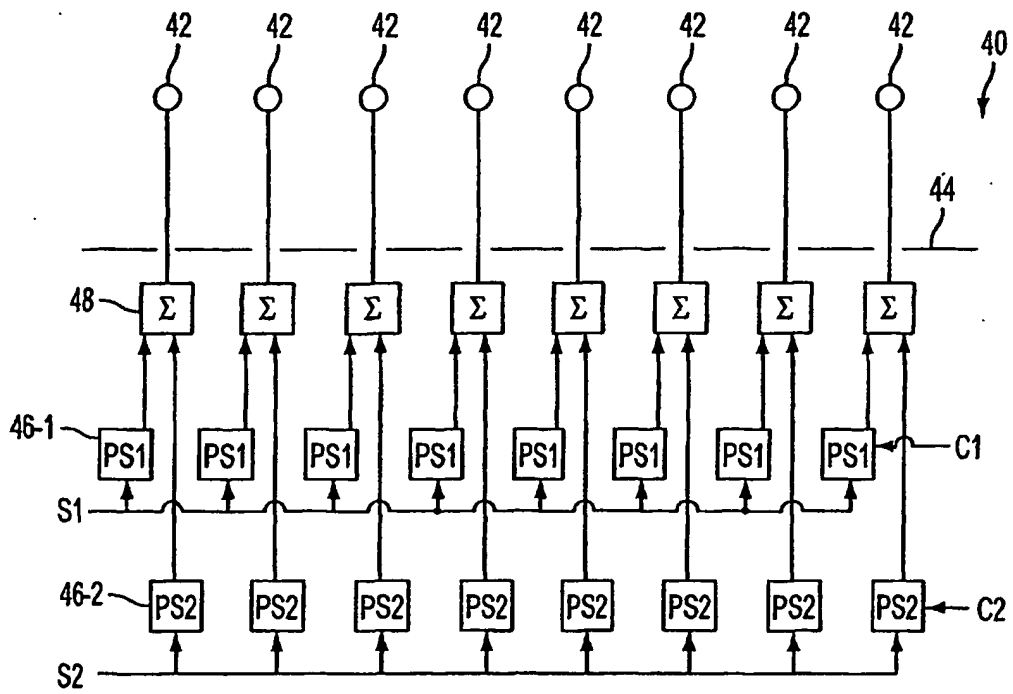 42 42 42 42 42 42 42 42
40
44
48 Σ Σ Σ Σ Σ Σ Σ Σ
46-1 PS1 PS1 PS1 PS1 PS1 PS1 PS1 PS1 C1
S1
46-2 PS2 PS2 PS2 PS2 PS2 PS2 PS2 PS2 C2
S2